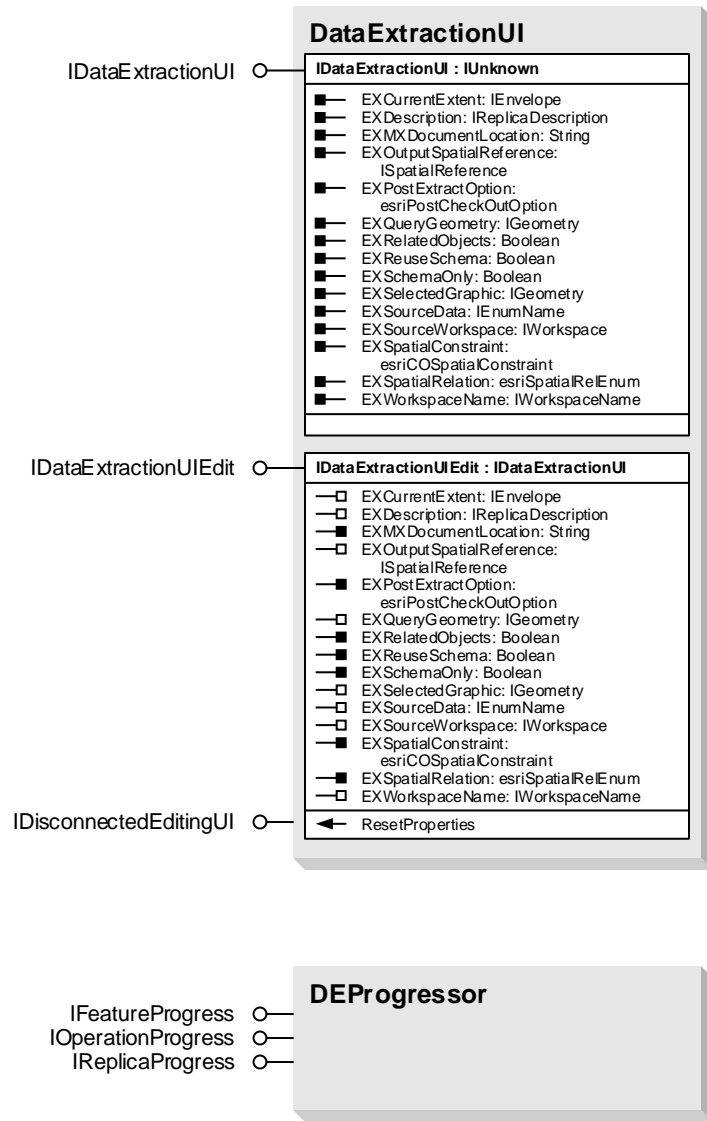 DataExtractionUI
IDataExtractionUI
IDataExtractionUI : IUnknown
EXCurrentExtent: IEnvelope
EXDescription: IReplicaDescription
EXMXDocumentLocation: String
EXOutputSpatialReference:
ISpatialReference
EXPostExtractOption:
esriPostCheckOutOption
EXQueryGeometry: IGeometry
EXRelatedObjects: Boolean
EXReuseSchema: Boolean
EXSchemaOnly: Boolean
EXSelectedGraphic: IGeometry
EXSourceData: IEnumName
EXSourceWorkspace: IWorkspace
EXSpatialConstraint:
esriCOSpatialConstraint
EXSpatialRelation: esriSpatialRelEnum
EXWorkspaceName: IWorkspaceName
IDataExtractionUIEdit
IDataExtractionUIEdit : IDataExtractionUI
EXCurrentExtent: IEnvelope
EXDescription: IReplicaDescription
EXMXDocumentLocation: String
EXOutputSpatialReference:
ISpatialReference
EXPostExtractOption:
esriPostCheckOutOption
EXQueryGeometry: IGeometry
EXRelatedObjects: Boolean
EXReuseSchema: Boolean
EXSchemaOnly: Boolean
EXSelectedGraphic: IGeometry
EXSourceData: IEnumName
EXSourceWorkspace: IWorkspace
EXSpatialConstraint:
esriCOSpatialConstraint
EXSpatialRelation: esriSpatialRelEnum
EXWorkspaceName: IWorkspaceName
IDisconnectedEditingUI
ResetProperties
DEProgressor
IFeatureProgress
IOperationProgress
IReplicaProgress